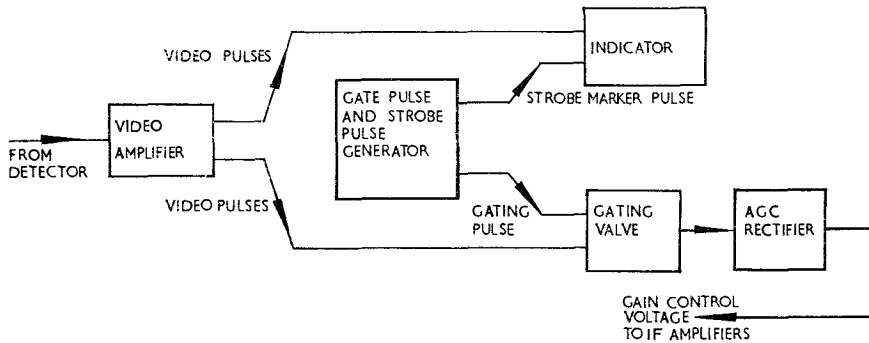 VIDEO PULSES
INDICATOR
GATE PULSE
AND STROBE
PULSE
GENERATOR
STROBE MARKER PULSE
VIDEO
AMPLIFIER
FROM
DETECTOR
VIDEO PULSES
GATING
PULSE
GATING
VALVE
AGC
RECTIFIER
GAIN CONTROL
VOLTAGE
TO IF AMPLIFIERS